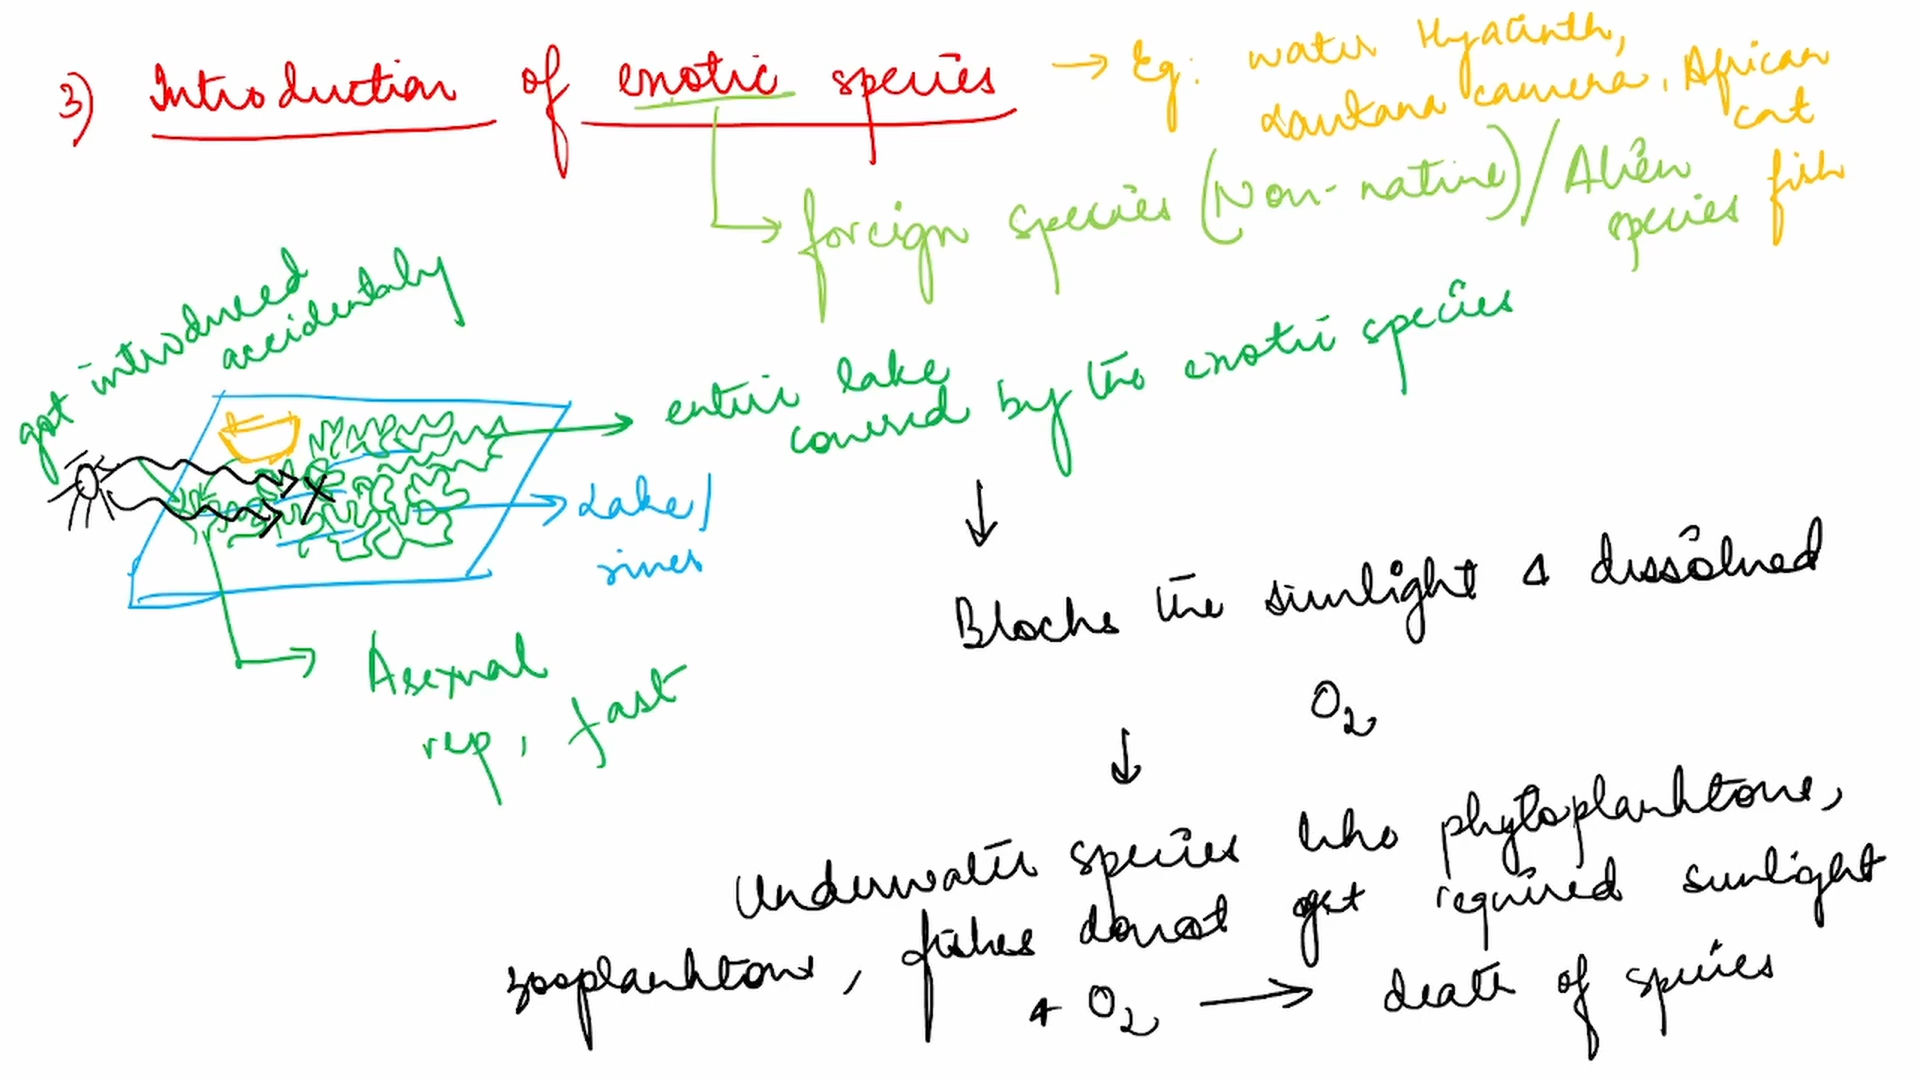 3) Introduction of exotic species → Eg: water Hyacinth,
Lantana camera, African
cat
fish
foreign species (Non-native) / Alien
species
got introduced
accidentaly
entire lake
covered by the exotic species
Lake/
rives
↓
Blocks the sunlight & dissolved
O₂
Asexual
rep, fast
↓
Underwater species like phytoplanktons,
zooplanktons, fishes donot get required sunlight
& O₂ → death of species